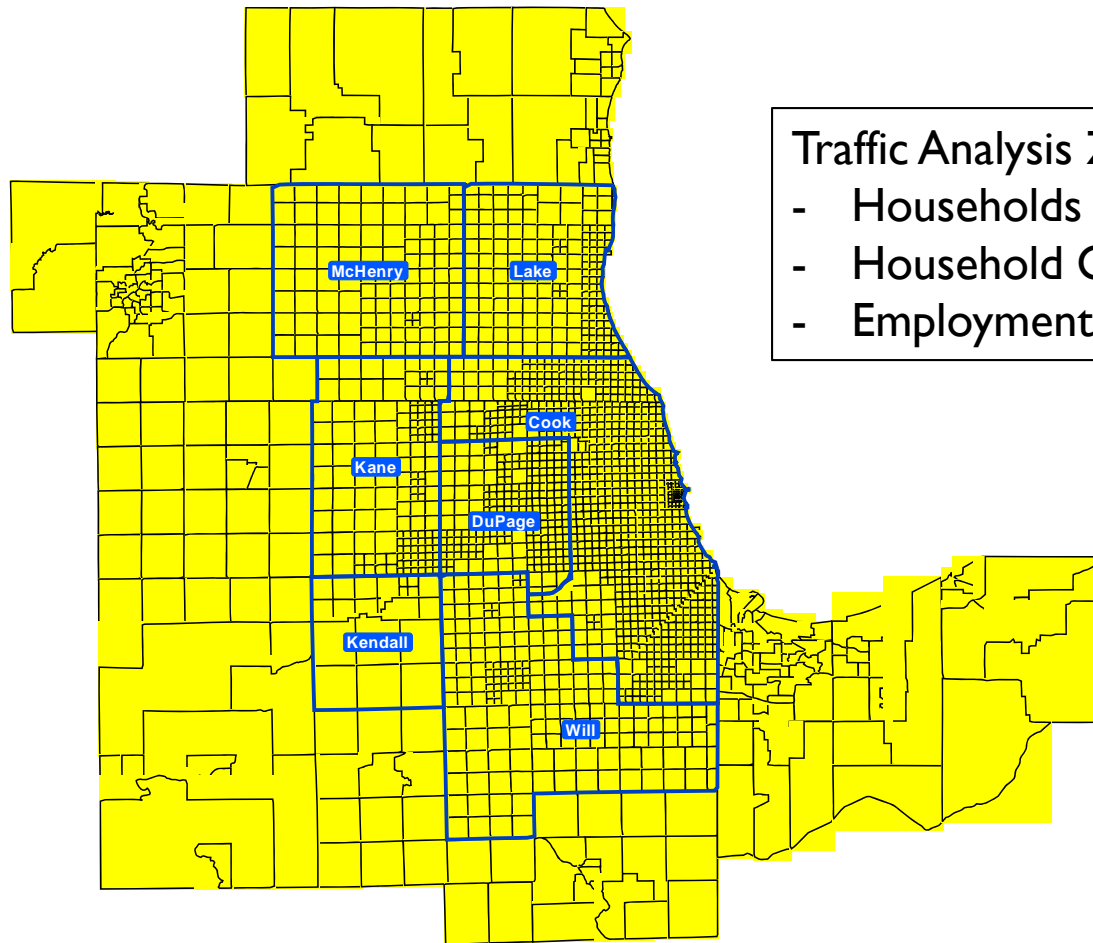 Traffic Analysis
- Households
- Household
- Employment
McHenry
Lake
Cook
Kane
DuPage
Kendall
Will